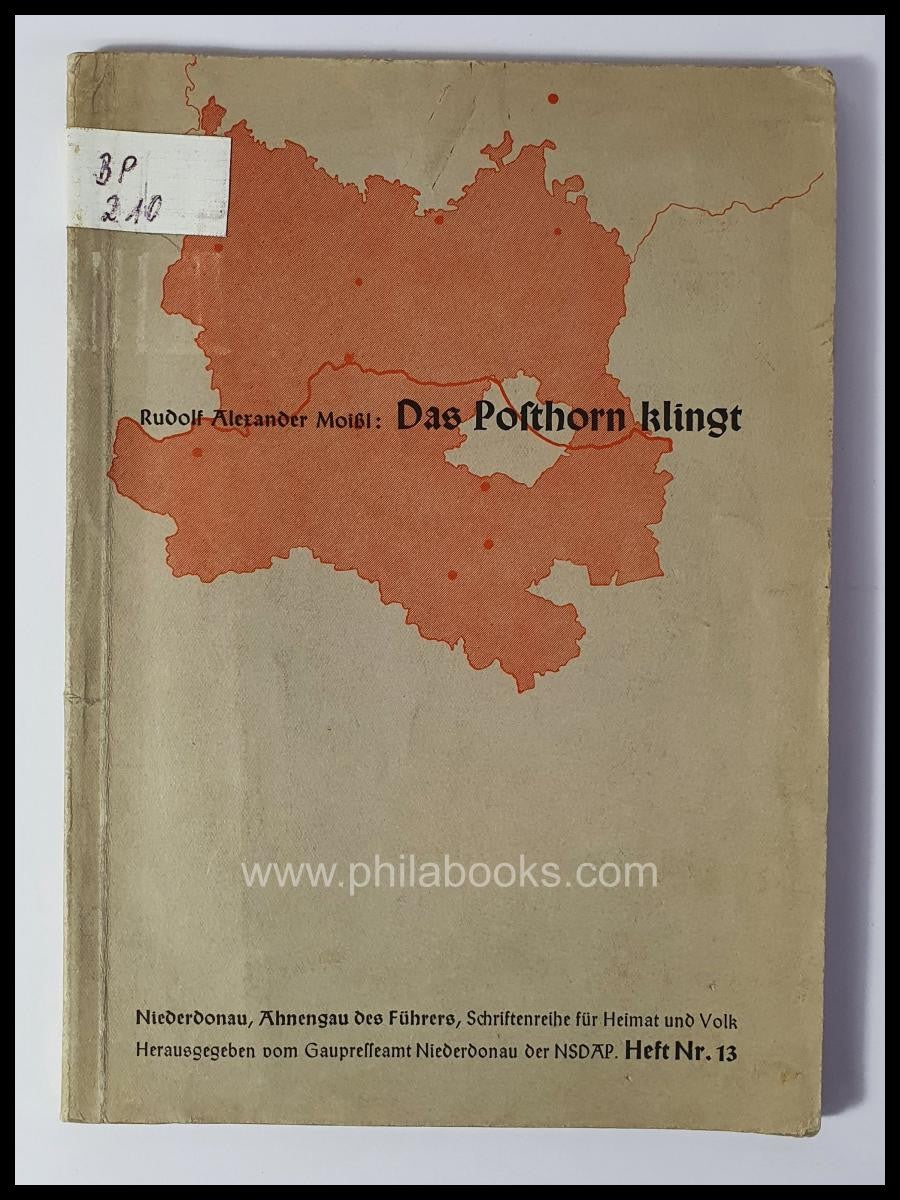 BP
210
Rudolf Alexander Moißl: Das Poſthorn klingt
www.philabooks.com
Niederdonau, Ahnengau des Führers, Schriftenreihe für Heimat und Volk
Herausgegeben vom Gaupreſſeamt Niederdonau der NSDAP. Heft Nr. 13